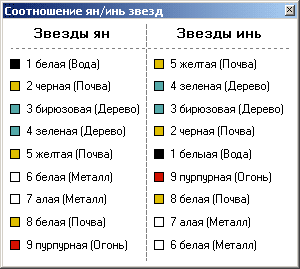 Соотношение ян/инь звезд
Звезды ян
1 белая (Вода)
2 черная (Почва)
3 бирюзовая (Дерево)
4 зеленая (Дерево)
5 желтая (Почва)
6 белая (Металл)
7 алая (Металл)
8 белая (Почва)
9 пурпурная (Огонь)
Звезды инь
5 желтая (Почва)
4 зеленая (Дерево)
3 бирюзовая (Дерево)
2 черная (Почва)
1 белыая (Вода)
9 пурпурная (Огонь)
8 белая (Почва)
7 алая (Металл)
6 белая (Металл)